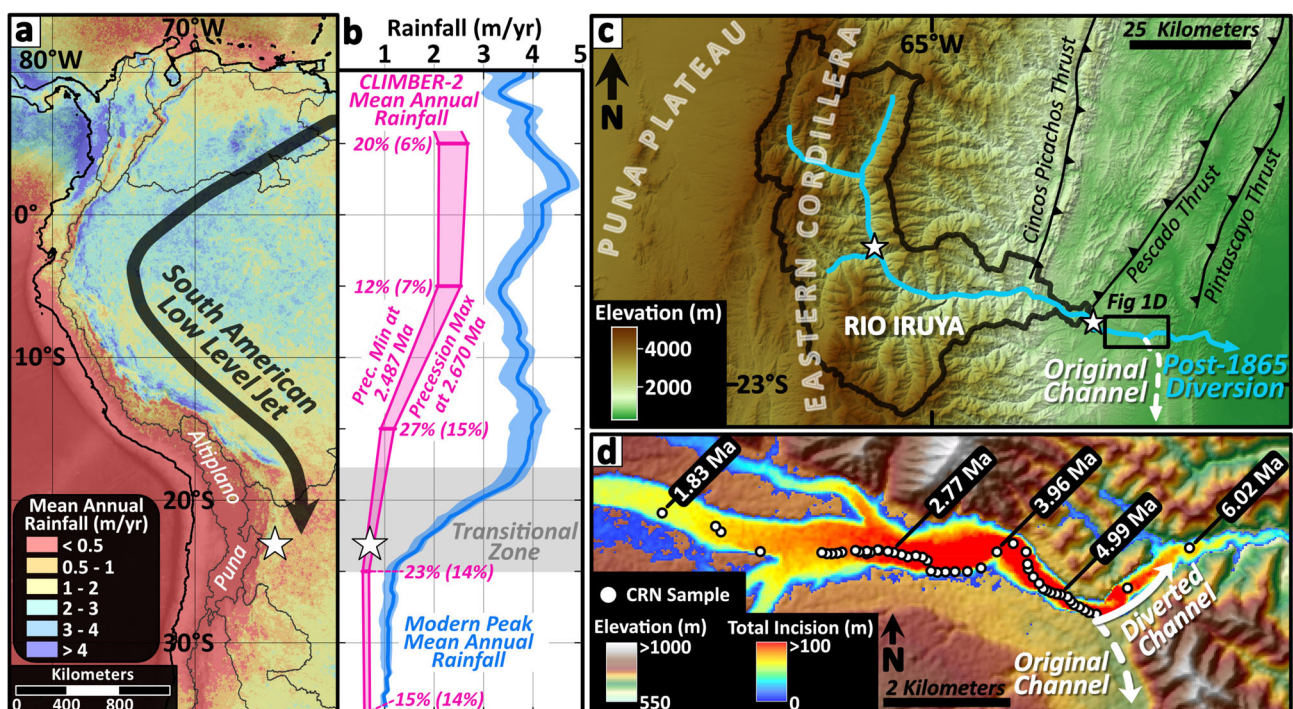 a
70°W
80°W
0°
10°S
20°S
30°S
South American
Low Level Jet
Altiplano
Puna
Mean Annual
Rainfall (m/yr)
< 0.5
0.5 - 1
1 - 2
2 - 3
3 - 4
> 4
Kilometers
0 400 800
b
Rainfall (m/yr)
1 2 3 4 5
CLIMBER-2
Mean Annual
Rainfall
20% (6%)
12% (7%)
Prec. Min at
2.487 Ma
Precession Max
at 2.670 Ma
27% (15%)
Transitional
Zone
23% (14%)
Modern Peak
Mean Annual
Rainfall
-15% (14%)
c
65°W
25 Kilometers
N
PUNA PLATEAU
EASTERN CORDILLERA
Cincos Picachos Thrust
Pescado Thrust
Pintascayo Thrust
Fig 1D
RIO IRUYA
Elevation (m)
4000
2000
23°S
Original
Channel
Post-1865
Diversion
d
1.83 Ma
2.77 Ma
3.96 Ma
4.99 Ma
6.02 Ma
CRN Sample
Elevation (m)
>1000
550
Total Incision (m)
>100
0
N
2 Kilometers
Diverted
Channel
Original
Channel